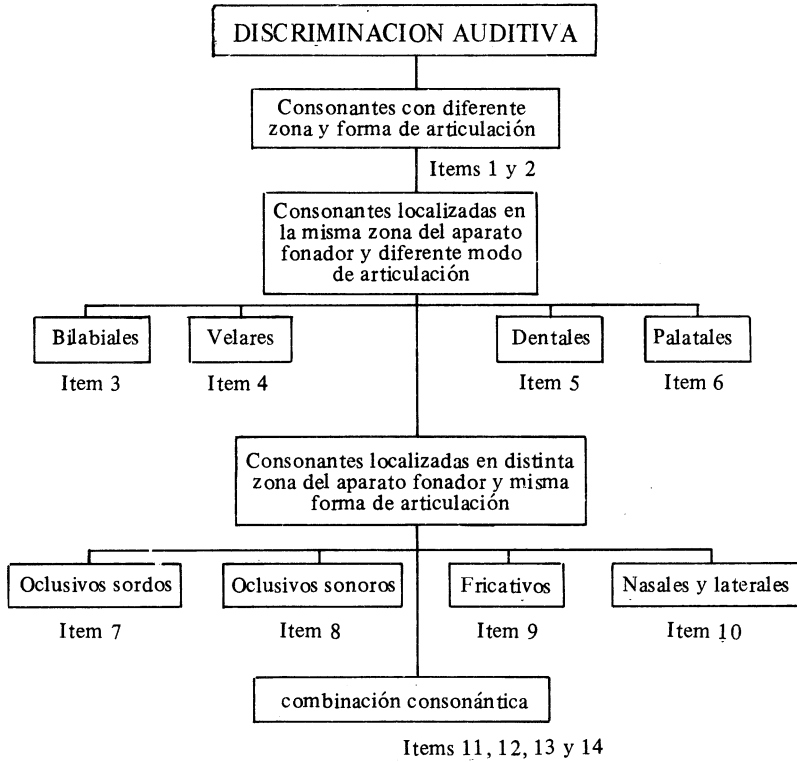 DISCRIMINACION AUDITIVA
Consonantes con diferente
zona y forma de articulación
Items 1 y 2
Consonantes localizadas en
la misma zona del aparato
fonador y diferente modo
de articulación
Bilabiales
Velares
Dentales
Palatales
Item 3
Item 4
Item 5
Item 6
Consonantes localizadas en distinta
zona del aparato fonador y misma
forma de articulación
Oclusivos sordos
Oclusivos sonoros
Fricativos
Nasales y laterales
Item 7
Item 8
Item 9
Item 10
combinación consonántica
Items 11, 12, 13 y 14